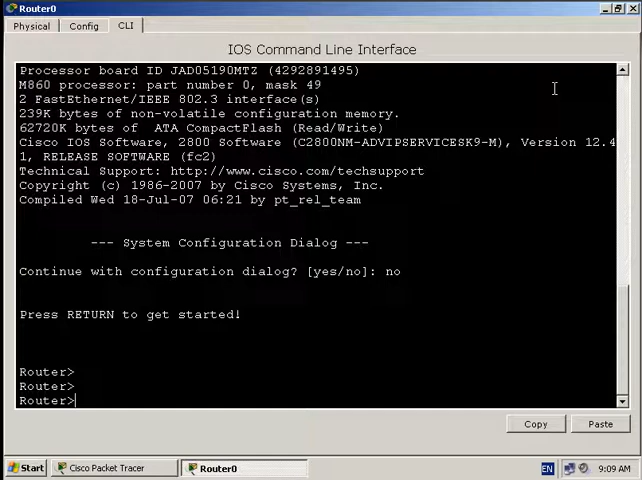 Router0
Physical Config CLI
IOS Command Line Interface
Processor board ID JAD05190MTZ (4292891495)
M860 processor: part number 0, mask 49
2 FastEthernet/IEEE 802.3 interface(s)
239K bytes of non-volatile configuration memory.
62720K bytes of  ATA CompactFlash (Read/Write)
Cisco IOS Software, 2800 Software (C2800NM-ADVIPSERVICESK9-M), Version 12.4
1, RELEASE SOFTWARE (fc2)
Technical Support: http://www.cisco.com/techsupport
Copyright (c) 1986-2007 by Cisco Systems, Inc.
Compiled Wed 18-Jul-07 06:21 by pt_rel_team
--- System Configuration Dialog ---
Continue with configuration dialog? [yes/no]: no
Press RETURN to get started!
Router>
Router>
Router>
Copy Paste
Start Cisco Packet Tracer Router0 EN 9:09 AM